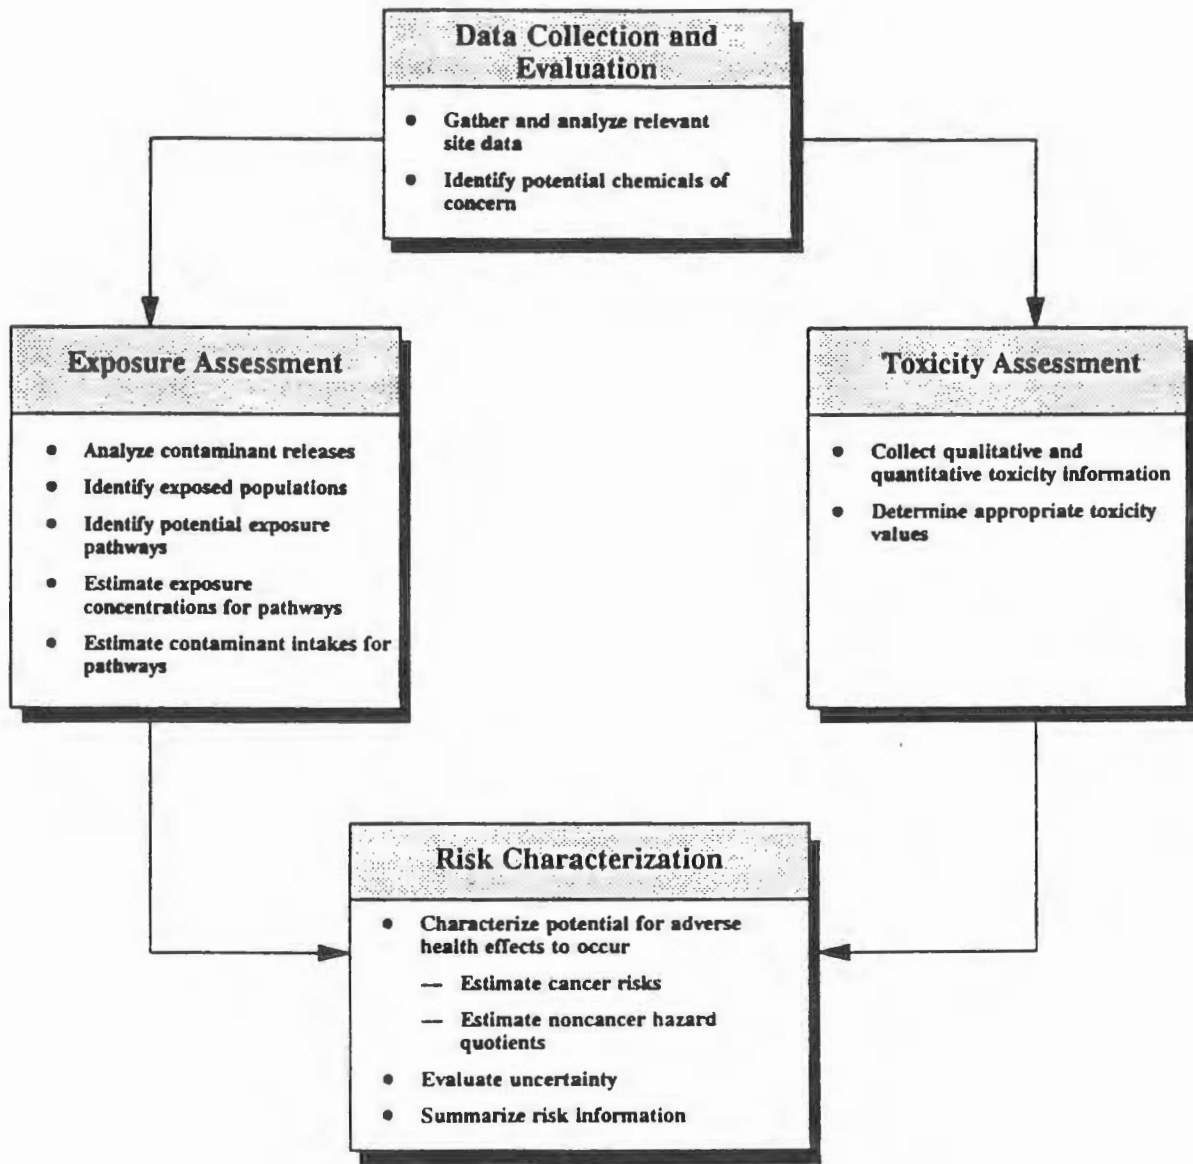 Data Collection and
Evaluation
• Gather and analyze relevant
site data
• Identify potential chemicals of
concern
Exposure Assessment
• Analyze contaminant releases
• Identify exposed populations
• Identify potential exposure
pathways
• Estimate exposure
concentrations for pathways
• Estimate contaminant intakes for
pathways
Toxicity Assessment
• Collect qualitative and
quantitative toxicity information
• Determine appropriate toxicity
values
Risk Characterization
• Characterize potential for adverse
health effects to occur
— Estimate cancer risks
— Estimate noncancer hazard
quotients
• Evaluate uncertainty
• Summarize risk information